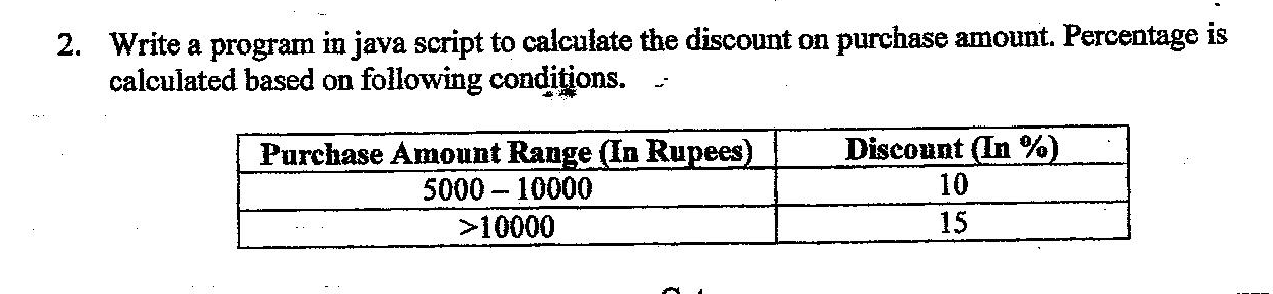 2. Write a program in java script to calculate the discount on purchase amount. Percentage is
calculated based on following conditions.
Purchase Amount Range (In Rupees) Discount (In %)
5000 – 10000 10
>10000 15